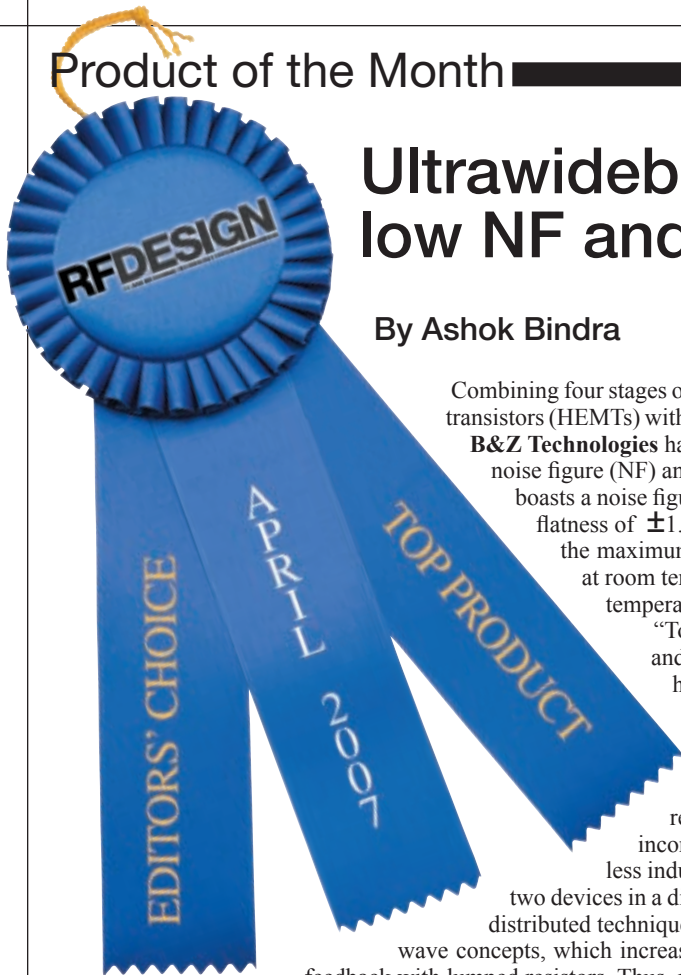 Product of the Month
RFDESIGN
EDITORS' CHOICE
APRIL 2007
TOP PRODUCT
Ultrawideb
low NF and
By Ashok Bindra
Combining four stages o
transistors (HEMTs) with
B&Z Technologies ha
noise figure (NF) an
boasts a noise figu
flatness of ±1.
the maximum
at room ten
tempera
“To
and
h
re
incor
less indu
two devices in a di
distributed technique
wave concepts, which increas